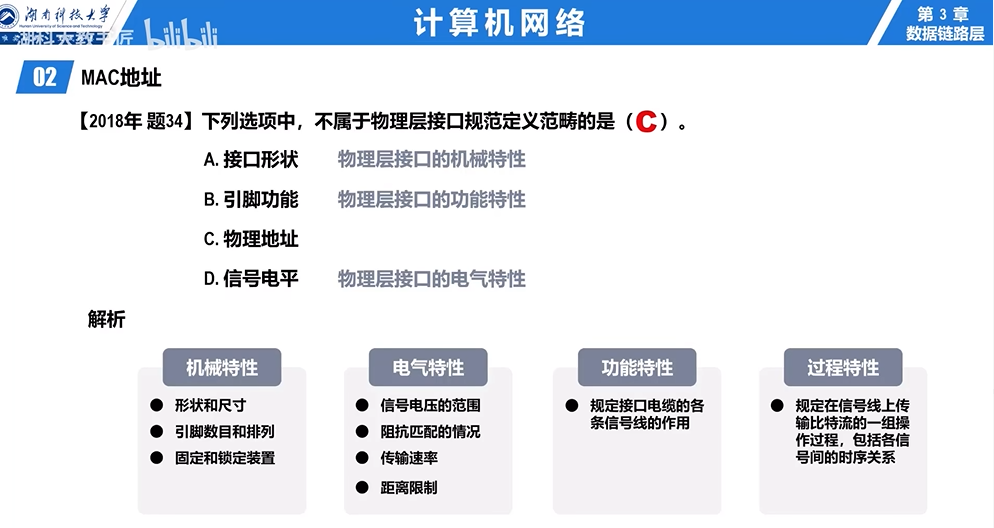 湖南科技大学
Hunan University of Science and Technology
湖科大教书匠 bilibili
计算机网络
第 3 章
数据链路层
02 MAC地址
【2018年 题34】下列选项中，不属于物理层接口规范定义范畴的是（C）。
A. 接口形状 物理层接口的机械特性
B. 引脚功能 物理层接口的功能特性
C. 物理地址
D. 信号电平 物理层接口的电气特性
解析
机械特性
● 形状和尺寸
● 引脚数目和排列
● 固定和锁定装置
电气特性
● 信号电压的范围
● 阻抗匹配的情况
● 传输速率
● 距离限制
功能特性
● 规定接口电缆的各
条信号线的作用
过程特性
● 规定在信号线上传
输比特流的一组操
作过程，包括各信
号间的时序关系